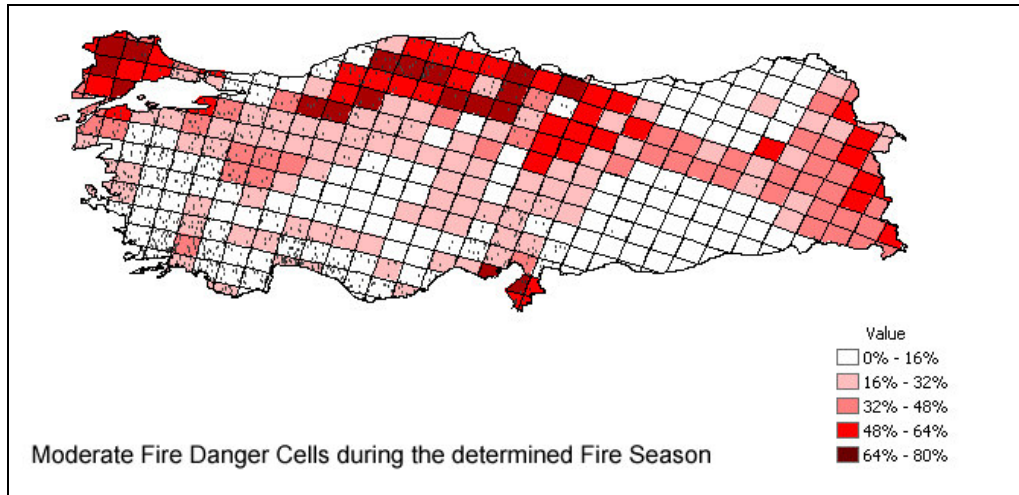 Value
0% - 16%
16% - 32%
32% - 48%
48% - 64%
64% - 80%
Moderate Fire Danger Cells during the determined Fire Season